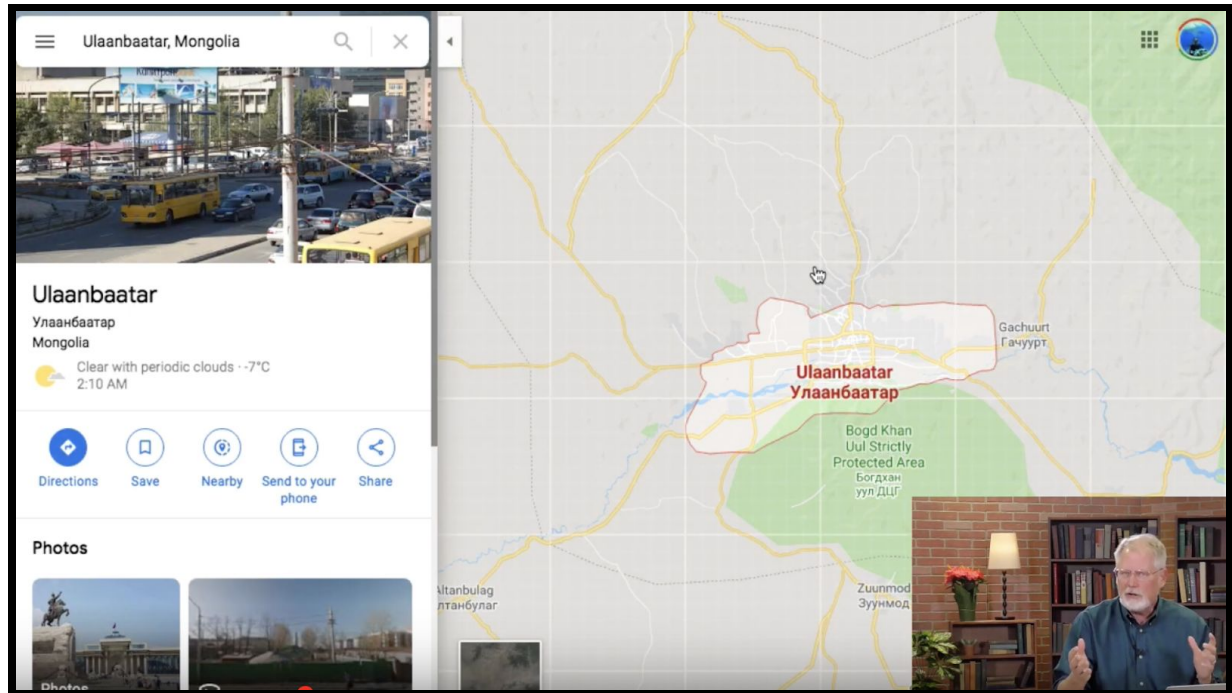 Ulaanbaatar, Mongolia
Ulaanbaatar
Улаанбаатар
Mongolia
Clear with periodic clouds · -7°C
2:10 AM
Directions
Save
Nearby
Send to your
phone
Share
Photos
Photos
Gachuurt
Гачуурт
Ulaanbaatar
Улаанбаатар
Bogd Khan
Uul Strictly
Protected Area
Богдхан
уул ДЦГ
Altanbulag
лтанбулаг
Zuunmod
Зуунмод